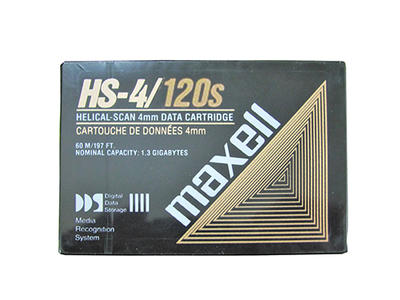 HS-4/120s
HELICAL-SCAN 4mm DATA CARTRIDGE
CARTOUCHE DE DONNÉES 4mm
60 M/197 FT.
NOMINAL CAPACITY: 1.3 GIGABYTES
maxell
DDS Digital Data Storage
Media
Recognition
System